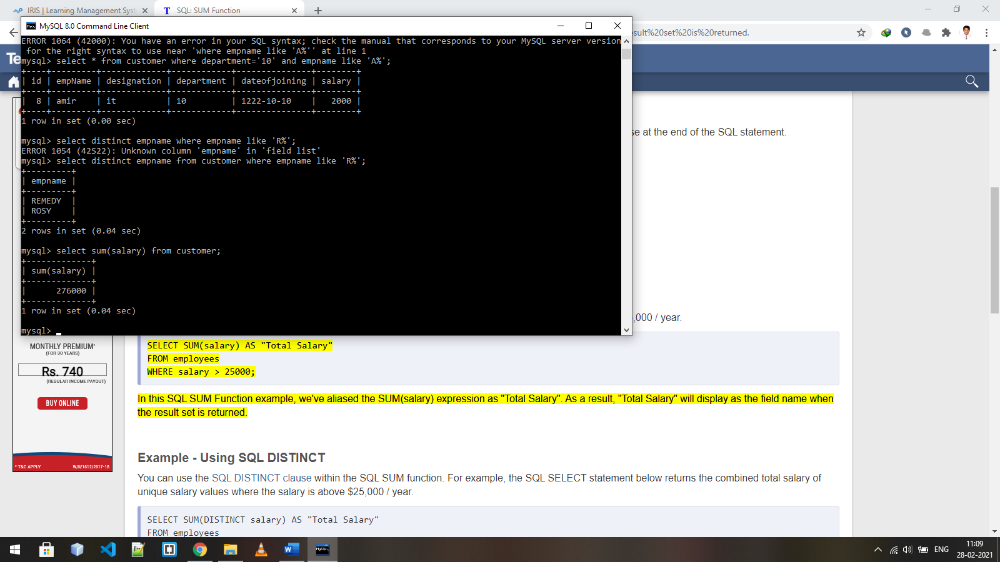 IRIS | Learning Management Syst
SQL: SUM Function
MySQL 8.0 Command Line Client
esult%20set%20is%20returned.
Te
ERROR 1064 (42000): You have an error in your SQL syntax; check the manual that corresponds to your MySQL server version
for the right syntax to use near 'where empname like 'A%'' at line 1
mysql> select * from customer where department='10' and empname like 'A%';
+----+---------+-------------+------------+---------------+--------+
| id | empName | designation | department | dateofjoining | salary |
+----+---------+-------------+------------+---------------+--------+
|  8 | amir    | it          | 10         | 1222-10-10    |   2000 |
+----+---------+-------------+------------+---------------+--------+
1 row in set (0.00 sec)
mysql> select distinct empname where empname like 'R%';
ERROR 1054 (42S22): Unknown column 'empname' in 'field list'
mysql> select distinct empname from customer where empname like 'R%';
+---------+
| empname |
+---------+
| REMEDY  |
| ROSY    |
+---------+
2 rows in set (0.04 sec)
mysql> select sum(salary) from customer;
+-------------+
| sum(salary) |
+-------------+
|      276000 |
+-------------+
1 row in set (0.04 sec)
mysql>
se at the end of the SQL statement.
,000 / year.
SELECT SUM(salary) AS "Total Salary"
FROM employees
WHERE salary > 25000;
In this SQL SUM Function example, we've aliased the SUM(salary) expression as "Total Salary". As a result, "Total Salary" will display as the field name when
the result set is returned.
Example - Using SQL DISTINCT
You can use the SQL DISTINCT clause within the SQL SUM function. For example, the SQL SELECT statement below returns the combined total salary of
unique salary values where the salary is above $25,000 / year.
SELECT SUM(DISTINCT salary) AS "Total Salary"
FROM employees
MONTHLY PREMIUM*
(FOR 30 YEARS)
Rs. 740
(REGULAR INCOME PAYOUT)
BUY ONLINE
* T&C APPLY
W/II/1612/2017-18
ENG
11:09
28-02-2021